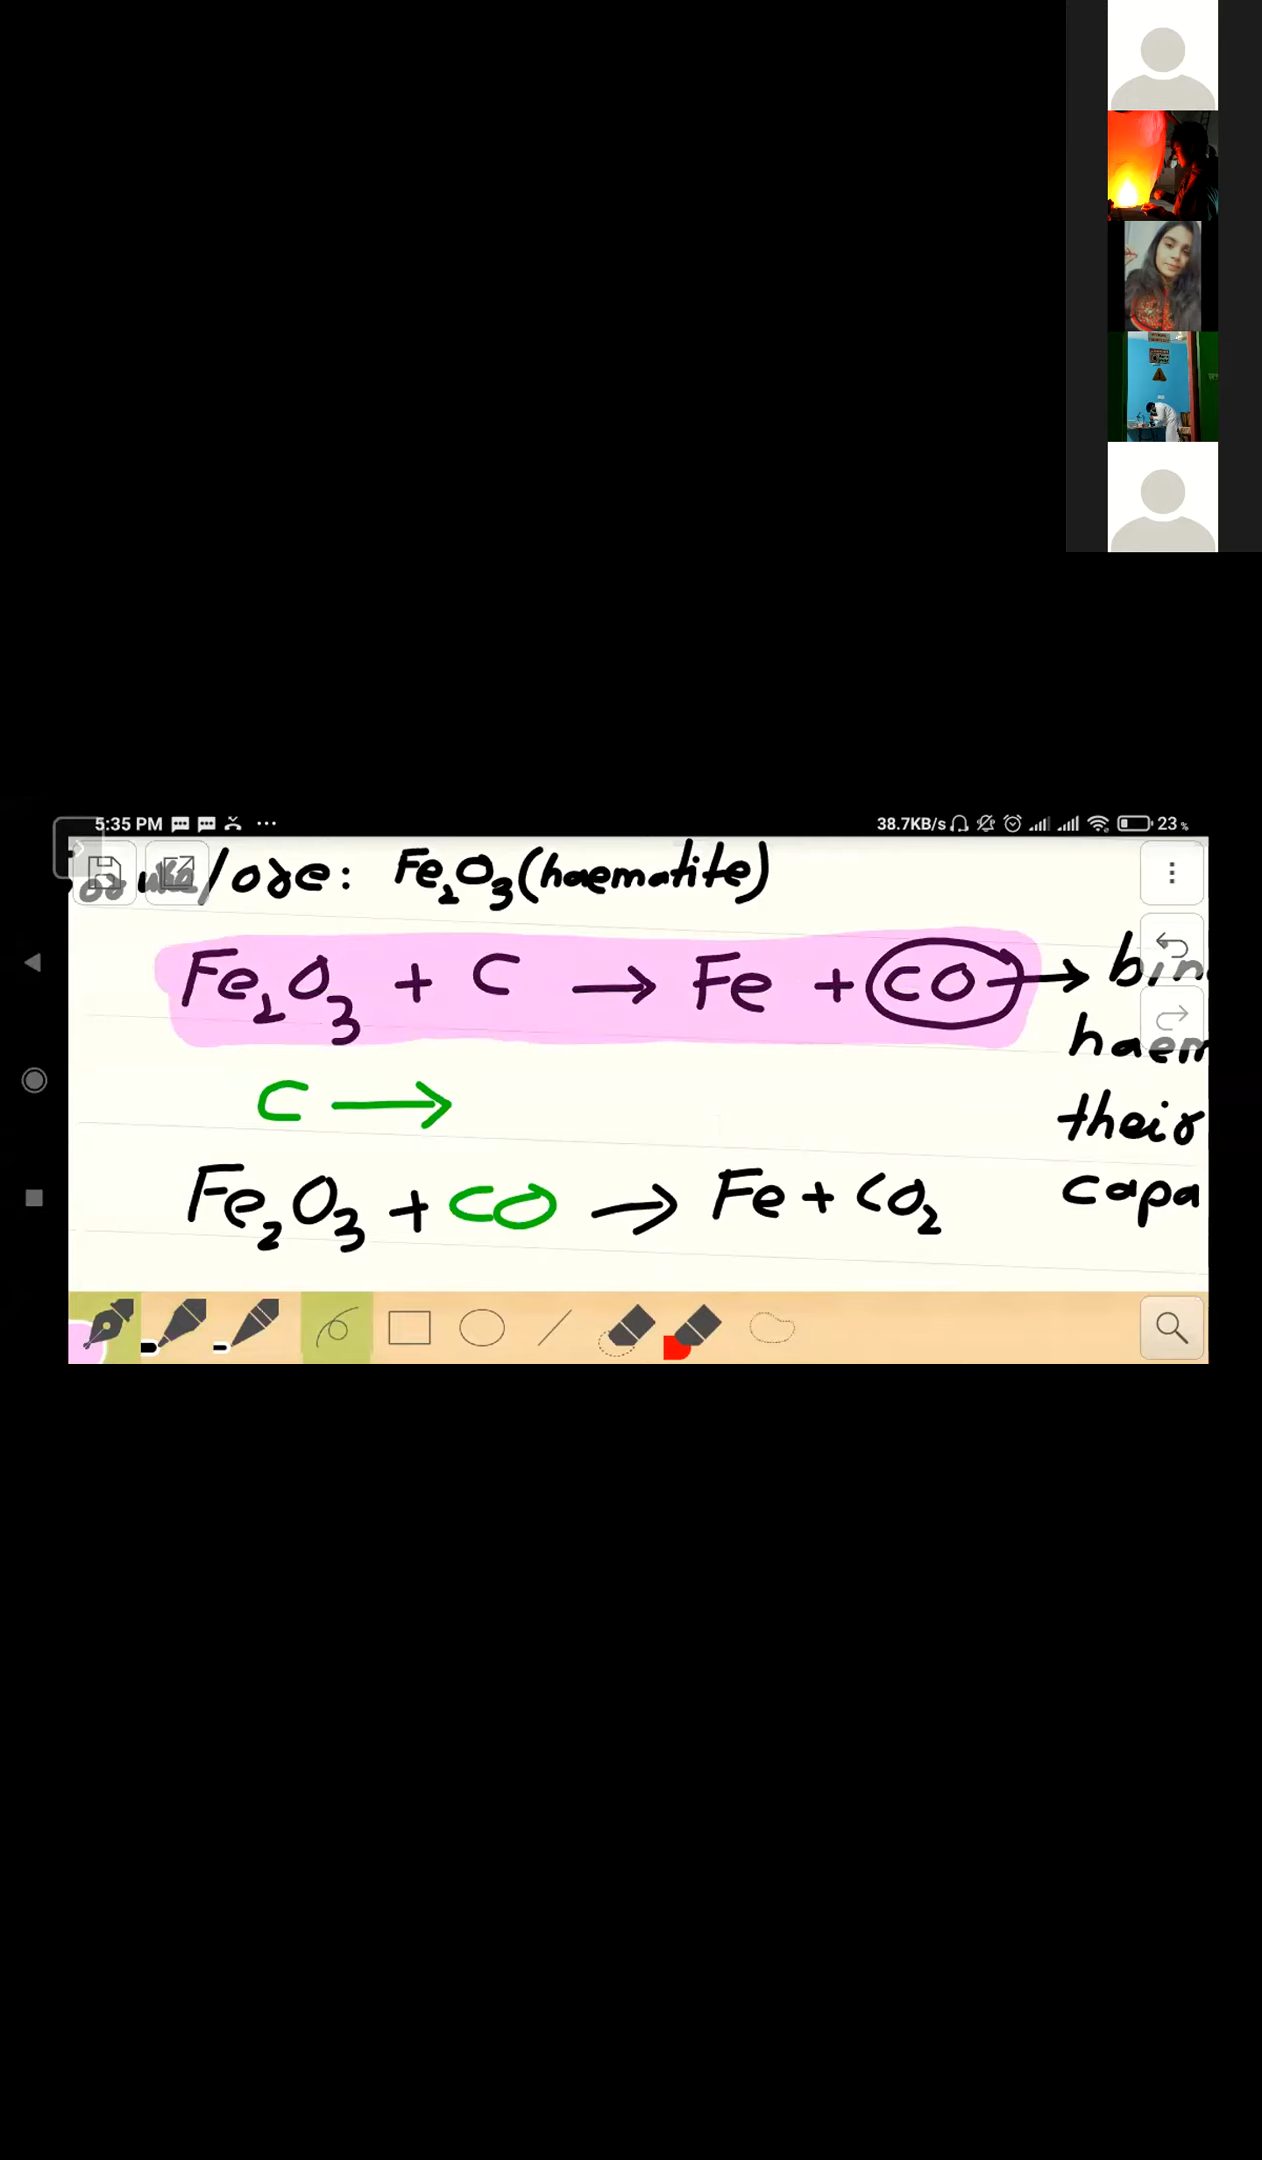 5:35 PM ... 38.7KB/s 23%
/ore: Fe₂O₃(haematite)
Fe₂O₃ + C → Fe + CO → bin
haem
C →
their
Fe₂O₃ + CO → Fe + CO₂
capa